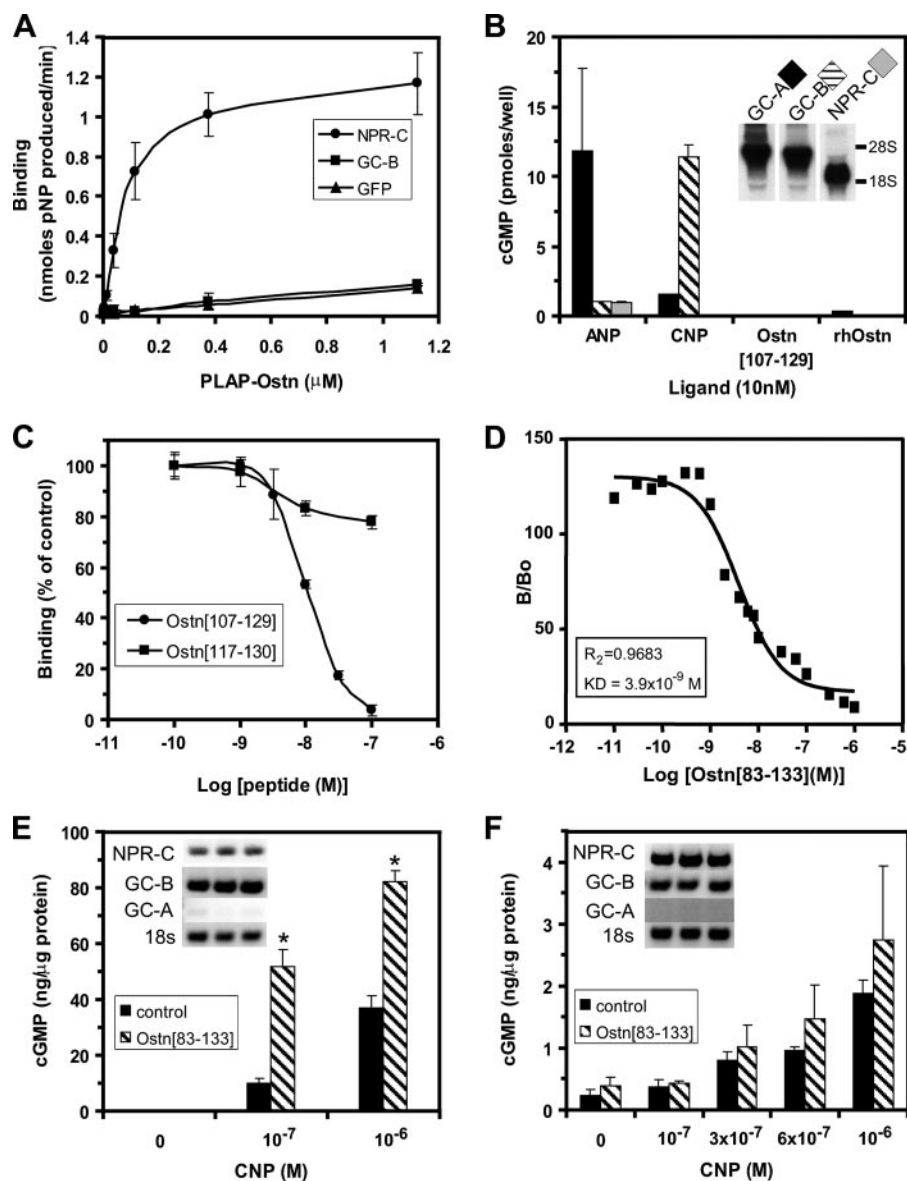 A
Binding
(nmoles pNP produced/min)
1.4
1.2
1
0.8
0.6
0.4
0.2
0
NPR-C
GC-B
GFP
0 0.2 0.4 0.6 0.8 1 1.2
PLAP-Ostn (μM)
B
cGMP (pmoles/well)
20
15
10
5
0
GC-A
GC-B
NPR-C
28S
18S
ANP CNP Ostn rhOstn
[107-129]
Ligand (10nM)
C
Binding (% of control)
100
80
60
40
20
0
Ostn[107-129]
Ostn[117-130]
-11 -10 -9 -8 -7 -6
Log [peptide (M)]
D
B/Bo
150
100
50
0
R2=0.9683
KD = 3.9x10-9 M
-12 -11 -10 -9 -8 -7 -6 -5
Log [Ostn[83-133](M)]
E
cGMP (ng/μg protein)
100
80
60
40
20
0
NPR-C
GC-B
GC-A
18s
*
*
control
Ostn[83-133]
0 10-7 10-6
CNP (M)
F
cGMP (ng/μg protein)
4
3
2
1
0
NPR-C
GC-B
GC-A
18s
control
Ostn[83-133]
0 10-7 3x10-7 6x10-7 10-6
CNP (M)